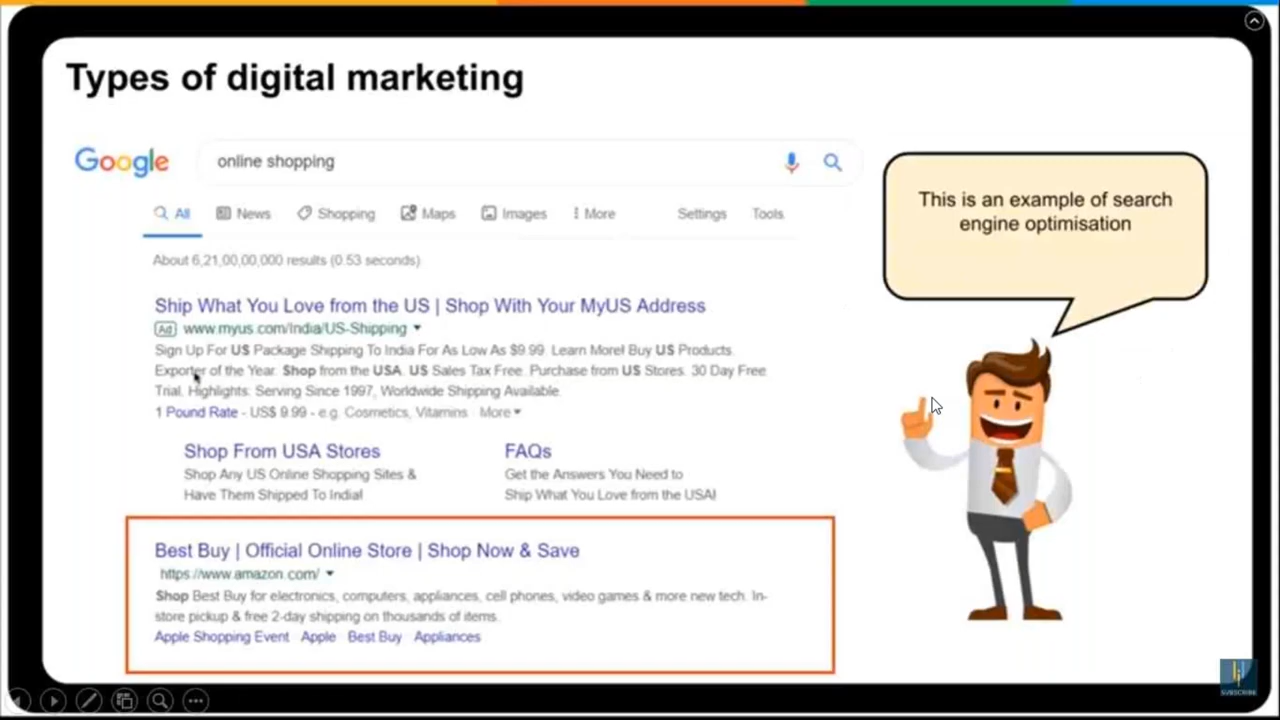 Types of digital marketing
Google
online shopping
All News Shopping Maps Images More Settings Tools
About 6,21,00,00,000 results (0.53 seconds)
Ship What You Love from the US | Shop With Your MyUS Address
Ad www.myus.com/India/US-Shipping
Sign Up For US Package Shipping To India For As Low As $9.99. Learn More! Buy US Products.
Exporter of the Year. Shop from the USA. US Sales Tax Free. Purchase from US Stores. 30 Day Free
Trial. Highlights: Serving Since 1997, Worldwide Shipping Available.
1 Pound Rate - US$ 9.99 - e.g. Cosmetics, Vitamins More
Shop From USA Stores
Shop Any US Online Shopping Sites &
Have Them Shipped To India!
FAQs
Get the Answers You Need to
Ship What You Love from the USA!
Best Buy | Official Online Store | Shop Now & Save
https://www.amazon.com/
Shop Best Buy for electronics, computers, appliances, cell phones, video games & more new tech. In-
store pickup & free 2-day shipping on thousands of items.
Apple Shopping Event Apple Best Buy Appliances
This is an example of search
engine optimisation
SUBSCRIBE